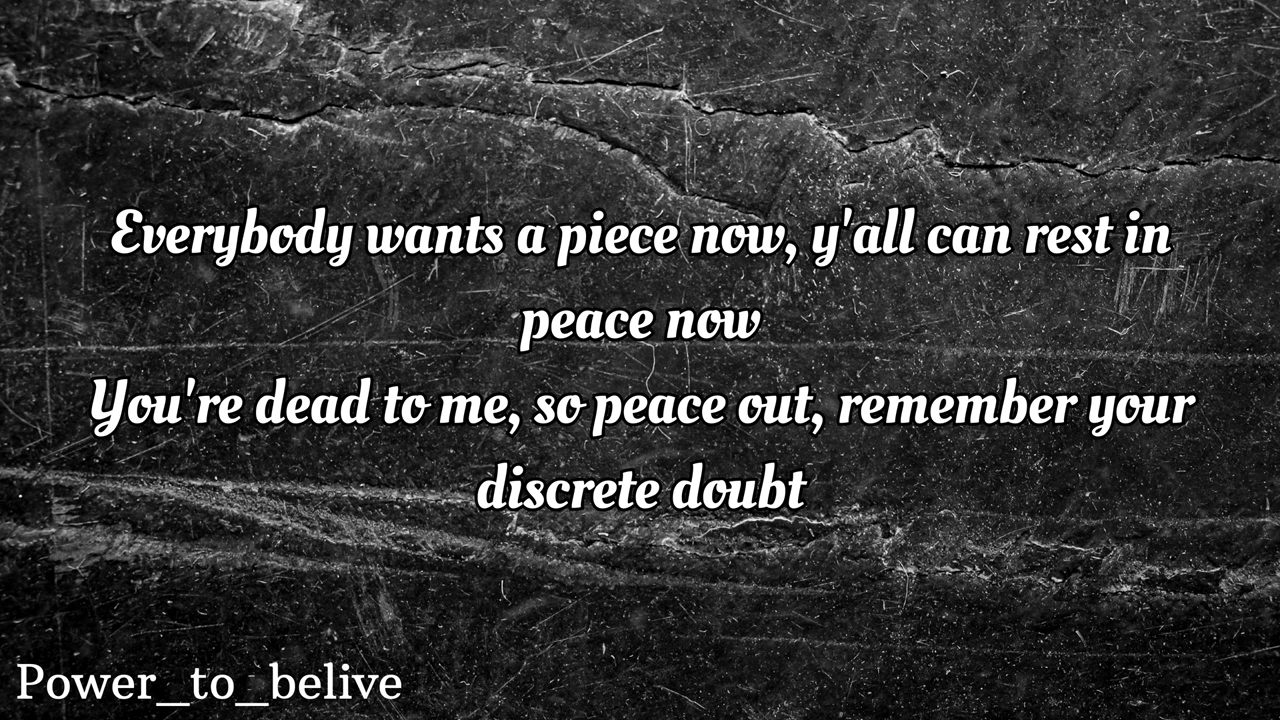 Everybody wants a piece now, y'all can rest in
peace now
You're dead to me, so peace out, remember your
discrete doubt
Power_to_belive